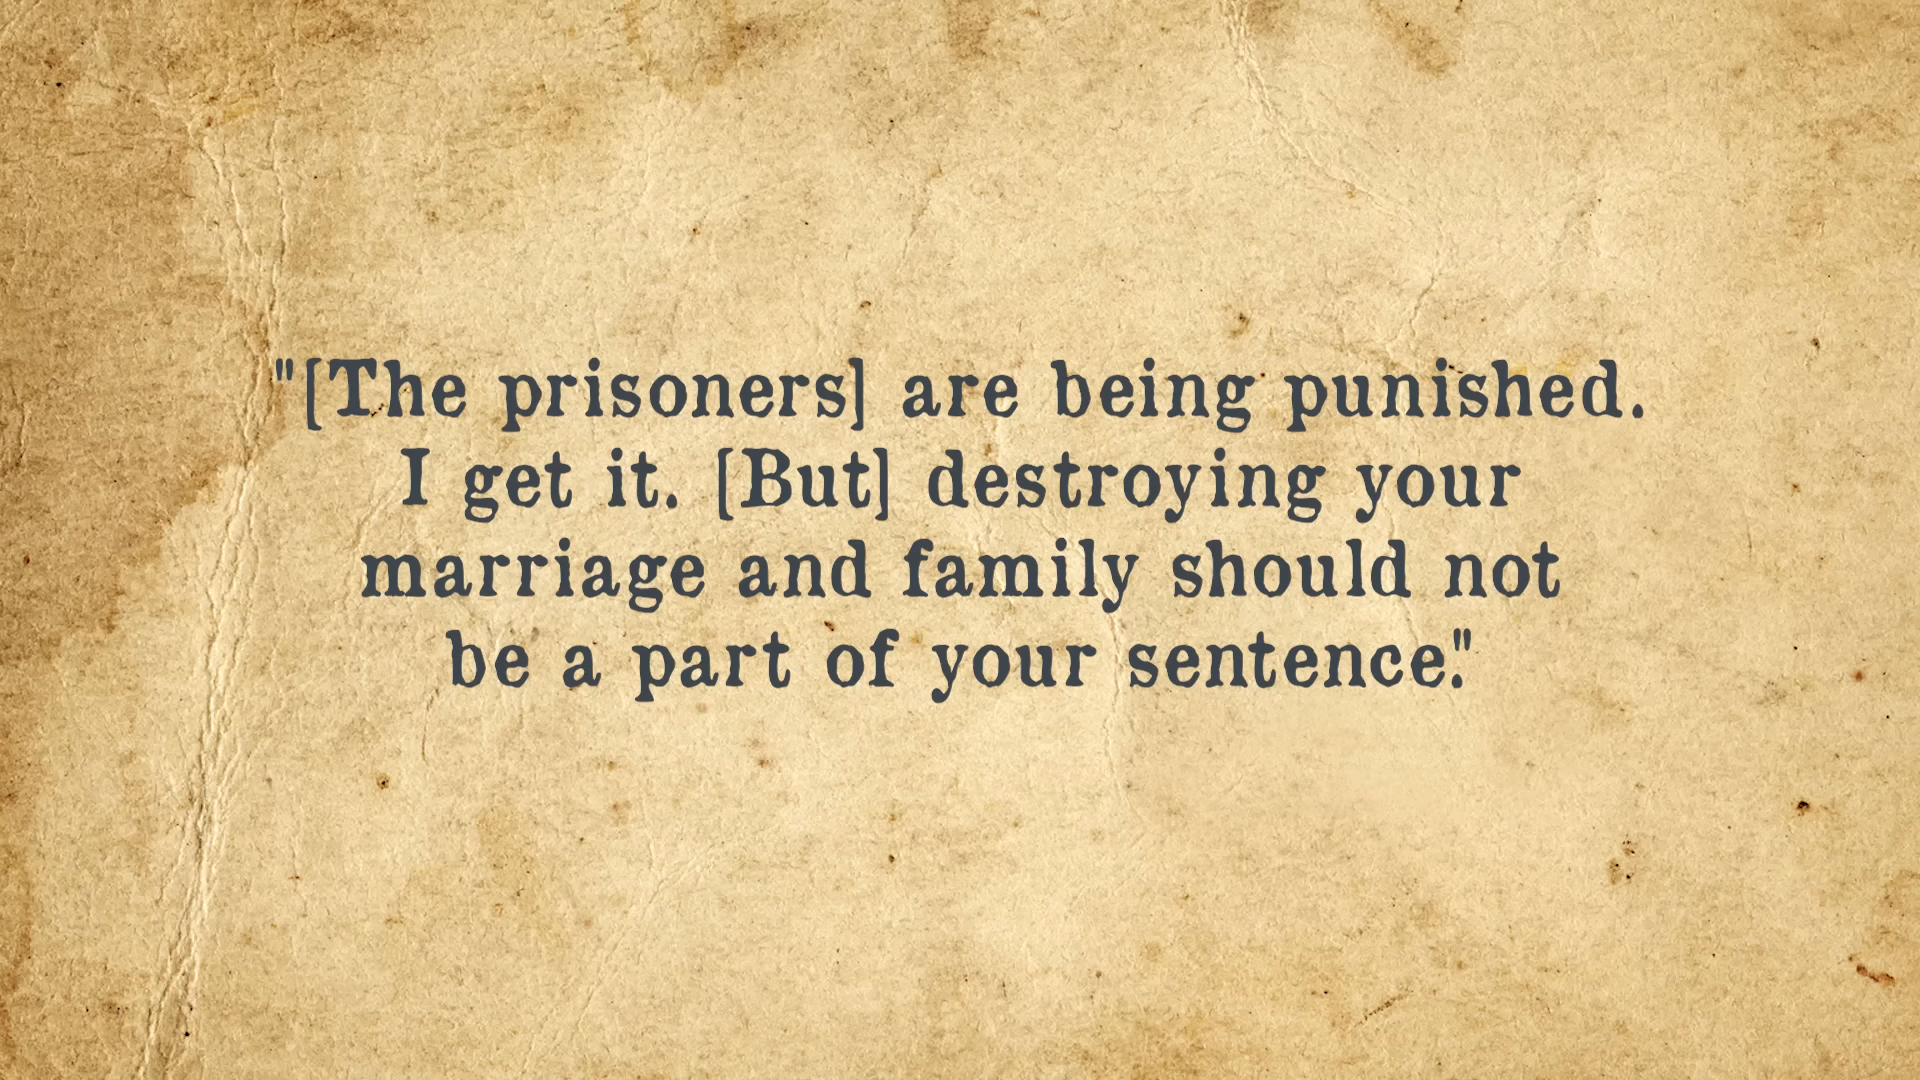 "[The prisoners] are being punished.
I get it. [But] destroying your
marriage and family should not
be a part of your sentence."